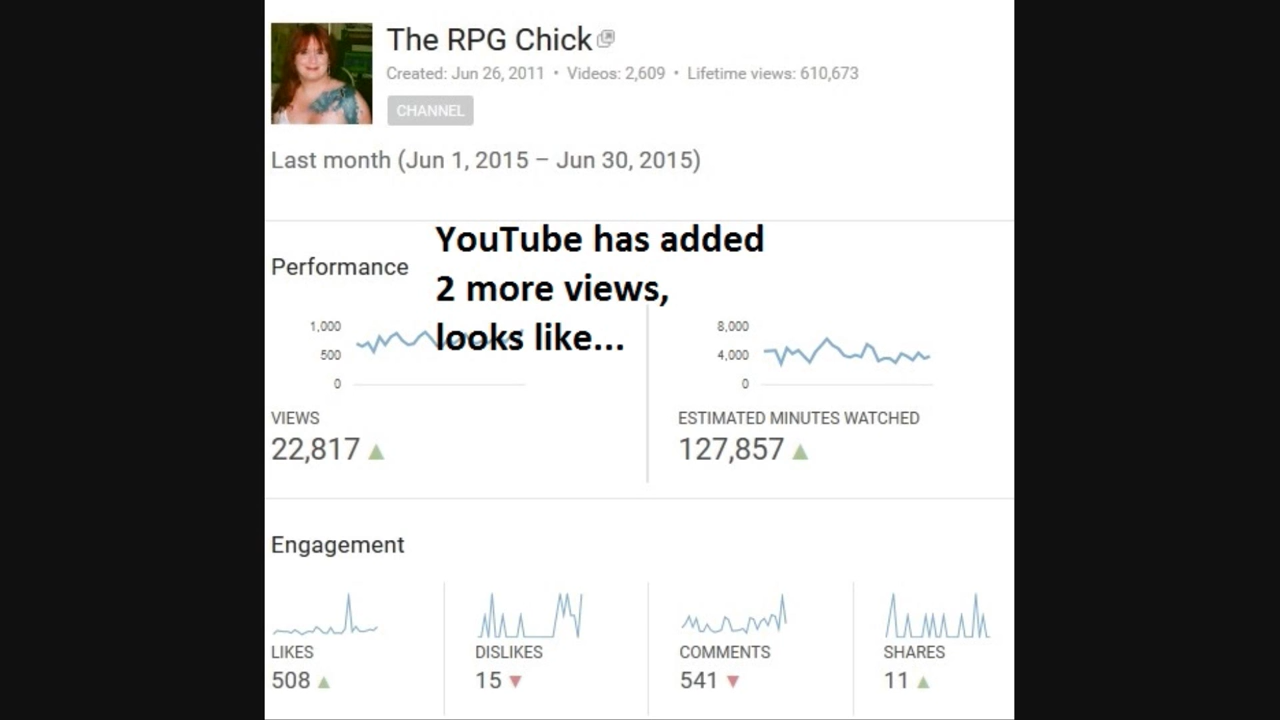 The RPG Chick
Created: Jun 26, 2011 • Videos: 2,609 • Lifetime views: 610,673
CHANNEL
Last month (Jun 1, 2015 – Jun 30, 2015)
YouTube has added
2 more views,
looks like...
Performance
1,000
500
0
8,000
4,000
0
VIEWS
22,817
ESTIMATED MINUTES WATCHED
127,857
Engagement
LIKES
508
DISLIKES
15
COMMENTS
541
SHARES
11